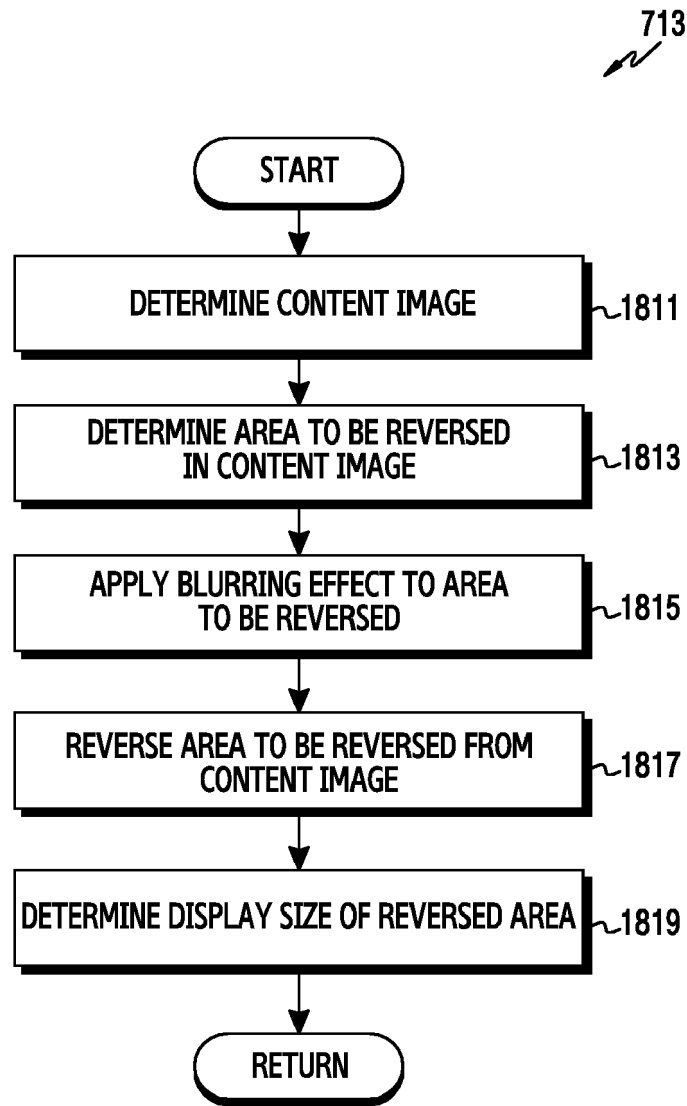 713
START
DETERMINE CONTENT IMAGE
1811
DETERMINE AREA TO BE REVERSED
IN CONTENT IMAGE
1813
APPLY BLURRING EFFECT TO AREA
TO BE REVERSED
1815
REVERSE AREA TO BE REVERSED FROM
CONTENT IMAGE
1817
DETERMINE DISPLAY SIZE OF REVERSED AREA
1819
RETURN